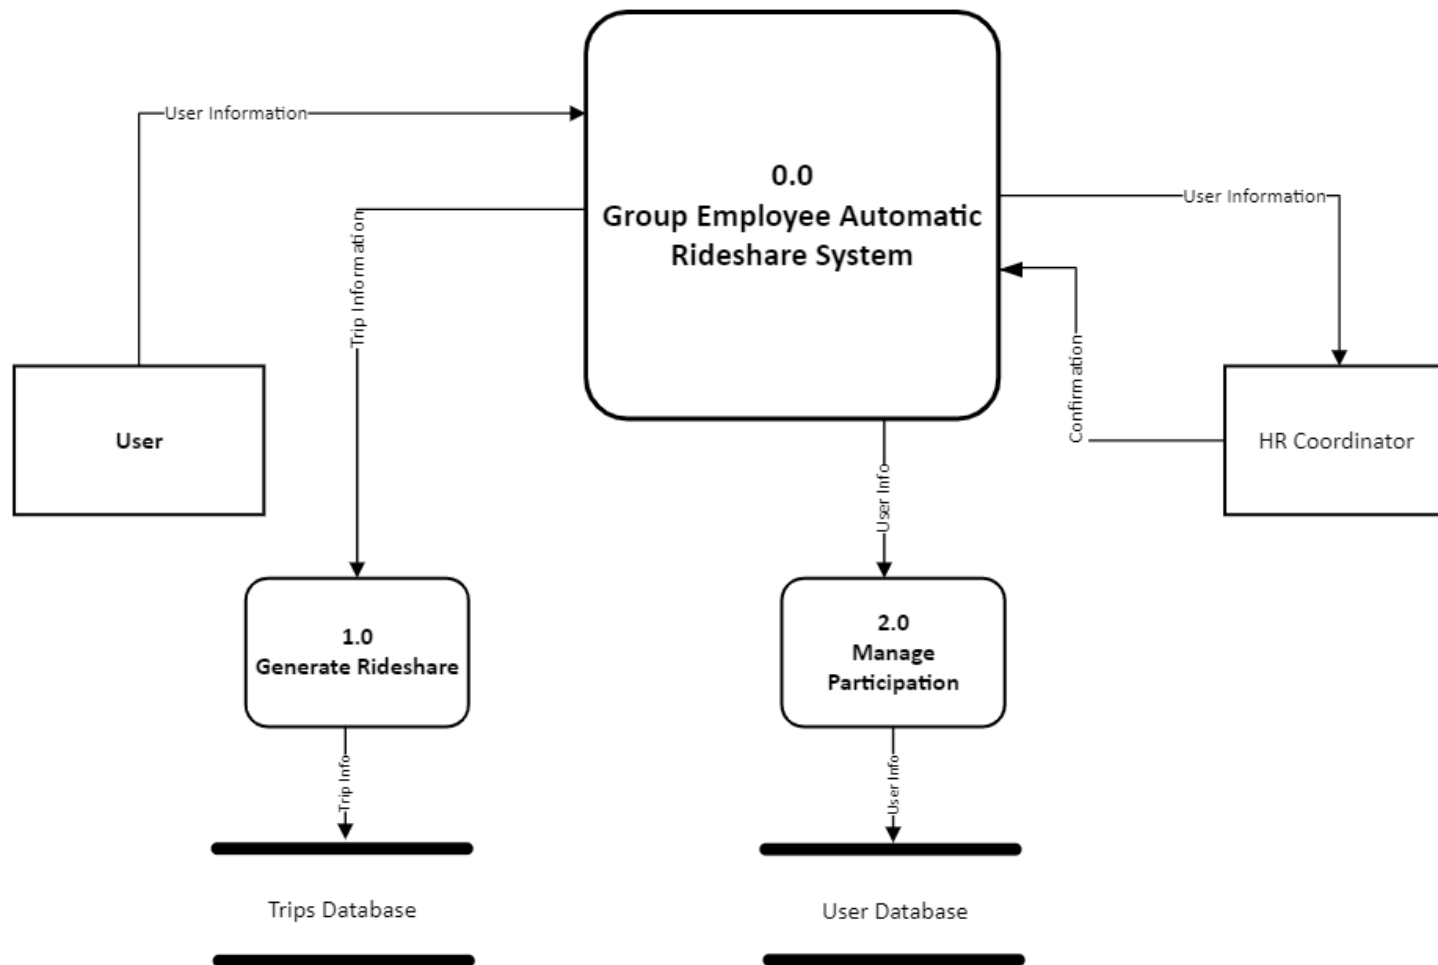 User Information
0.0
Group Employee Automatic
Rideshare System
User Information
Trip Information
Confirmation
User
HR Coordinator
User Info
1.0
Generate Rideshare
2.0
Manage
Participation
Trip Info
User Info
Trips Database
User Database